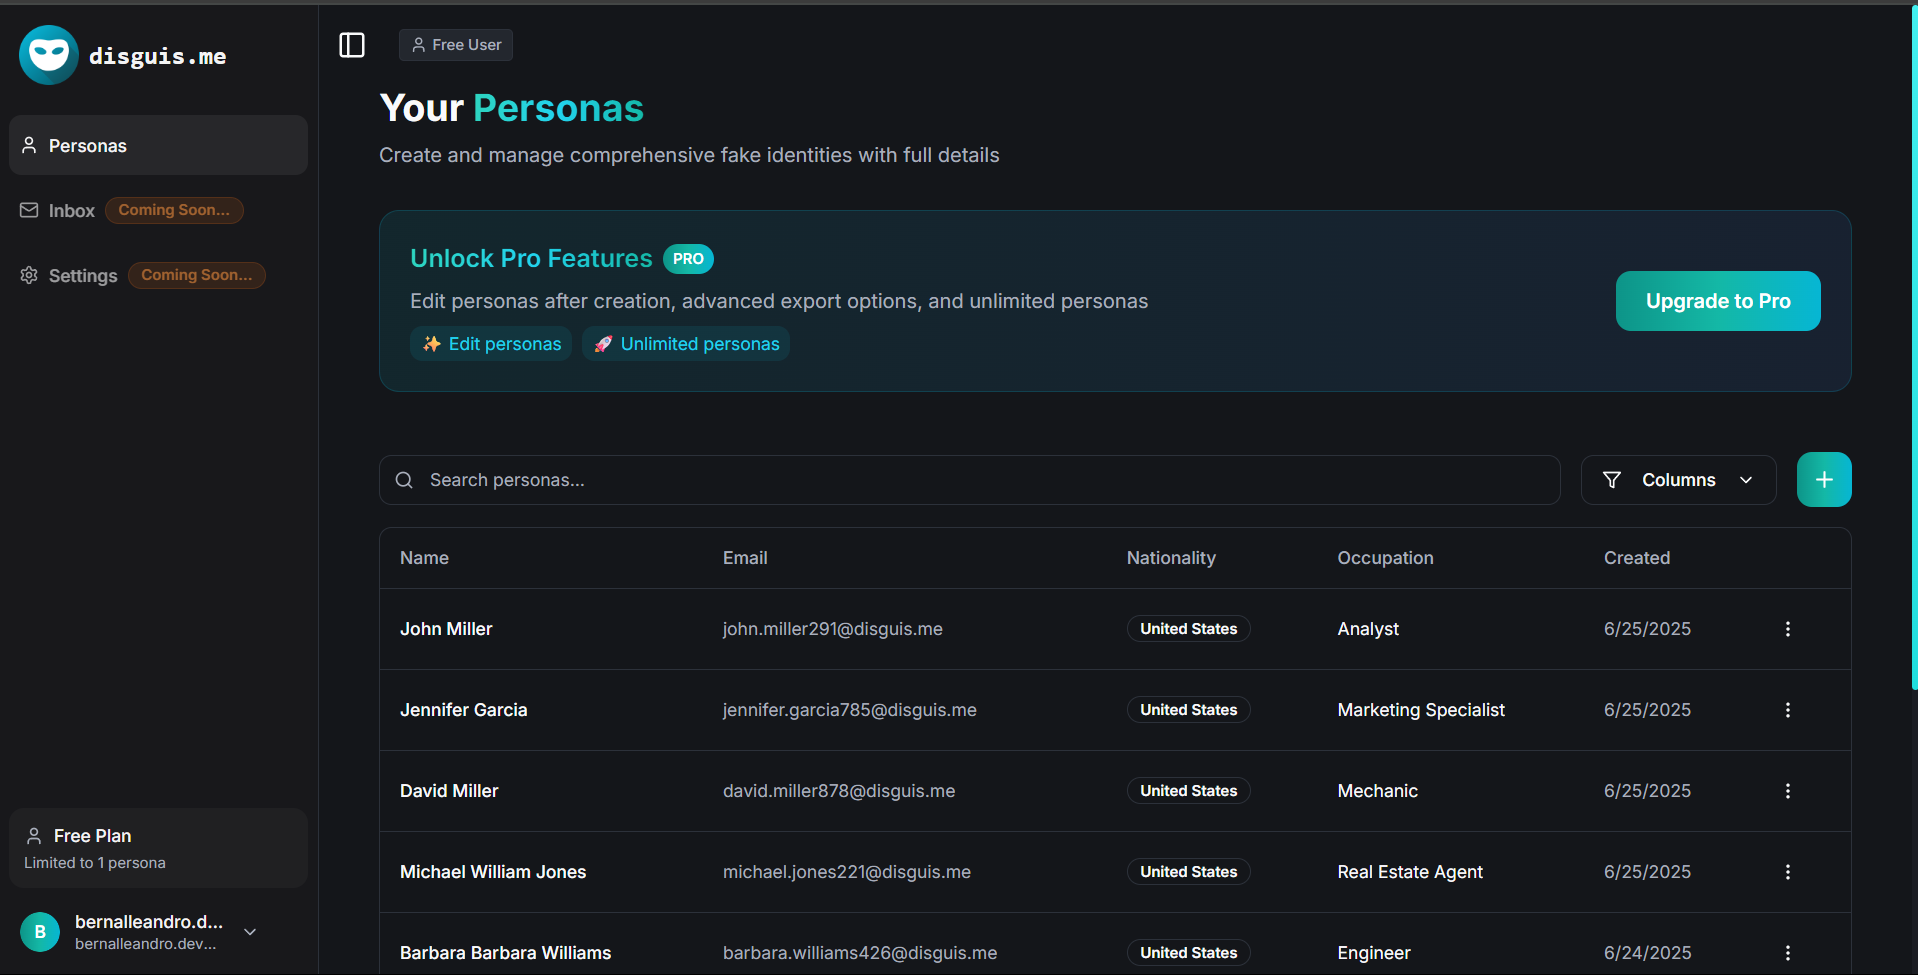 disguis.me
Personas
Inbox Coming Soon...
Settings Coming Soon...
Free Plan
Limited to 1 persona
B
bernalleandro.d...
bernalleandro.dev...
Free User
Your Personas
Create and manage comprehensive fake identities with full details
Unlock Pro Features PRO
Edit personas after creation, advanced export options, and unlimited personas
✨ Edit personas 🚀 Unlimited personas
Upgrade to Pro
Search personas...
Columns
Name Email Nationality Occupation Created
John Miller john.miller291@disguis.me United States Analyst 6/25/2025
Jennifer Garcia jennifer.garcia785@disguis.me United States Marketing Specialist 6/25/2025
David Miller david.miller878@disguis.me United States Mechanic 6/25/2025
Michael William Jones michael.jones221@disguis.me United States Real Estate Agent 6/25/2025
Barbara Barbara Williams barbara.williams426@disguis.me United States Engineer 6/24/2025